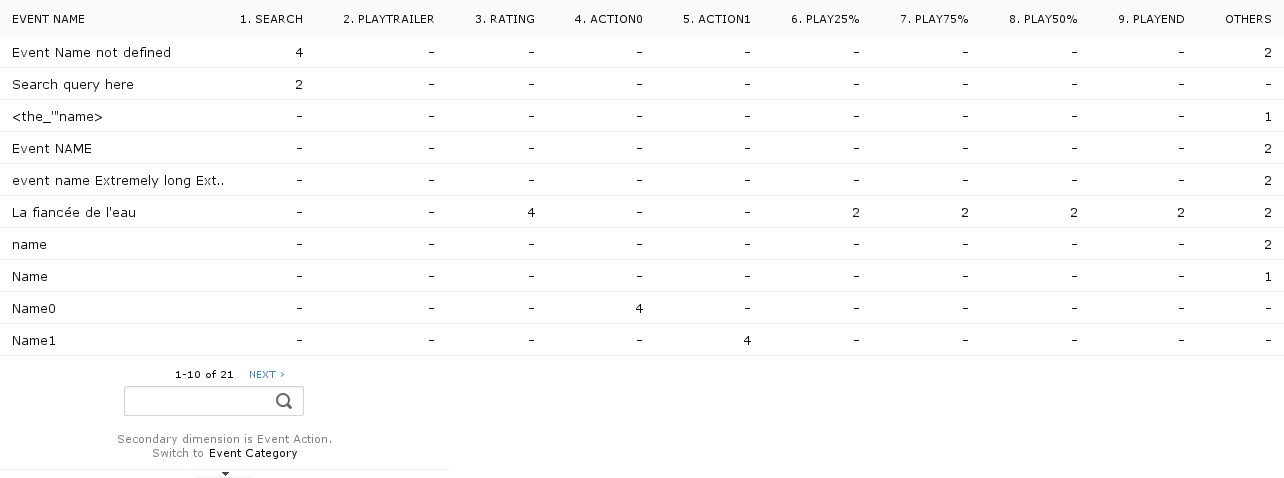 EVENT NAME 1. SEARCH 2. PLAYTRAILER 3. RATING 4. ACTION0 5. ACTION1 6. PLAY25% 7. PLAY75% 8. PLAY50% 9. PLAYEND OTHERS
Event Name not defined 4 - - - - - - - - 2
Search query here 2 - - - - - - - - -
<the_'"name> - - - - - - - - - 1
Event NAME - - - - - - - - - 2
event name Extremely long Ext.. - - - - - - - - - 2
La fiancée de l'eau - - 4 - - 2 2 2 2 2
name - - - - - - - - - 2
Name - - - - - - - - - 1
Name0 - - - 4 - - - - - -
Name1 - - - - 4 - - - - -
1-10 of 21 NEXT ›
Secondary dimension is Event Action.
Switch to Event Category